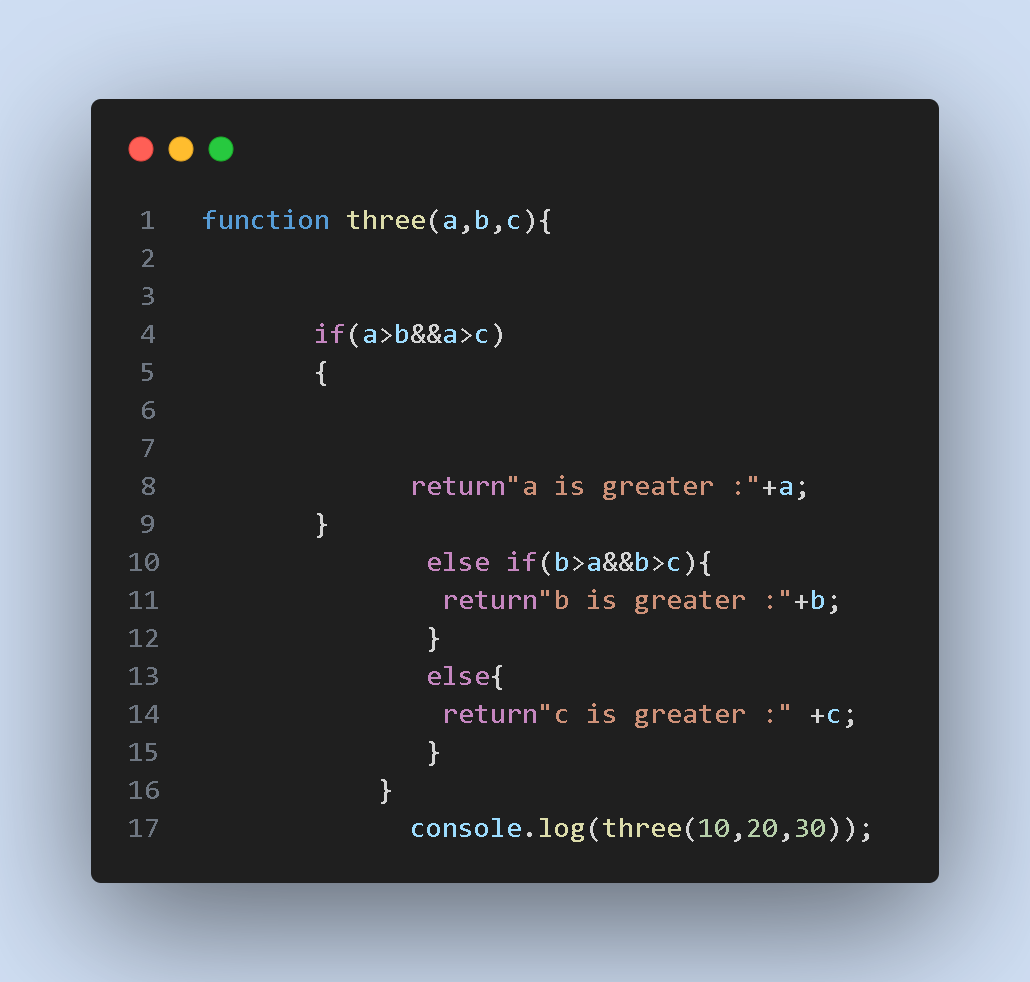 1 function three(a,b,c){
2
3
4 if(a>b&&a>c)
5 {
6
7
8 return"a is greater :"+a;
9 }
10 else if(b>a&&b>c){
11 return"b is greater :"+b;
12 }
13 else{
14 return"c is greater :" +c;
15 }
16 }
17 console.log(three(10,20,30));